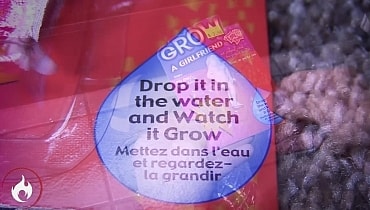 GROW
A GIRLFRIEND
Drop it in
the water
and Watch
it Grow
Mettez dans l'eau
et regardez-
la grandir